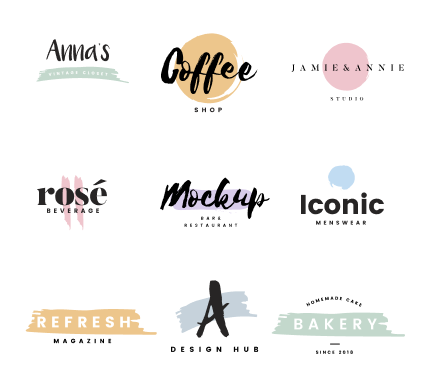 Anna's
VINTAGE CLOSET
Coffee
SHOP
JAMIE & ANNIE
STUDIO
rosé
BEVERAGE
Mockup
BARE
RESTAURANT
Iconic
MENSWEAR
REFRESH
MAGAZINE
A
DESIGN HUB
HOMEMADE CAKE
BAKERY
SINCE 2018